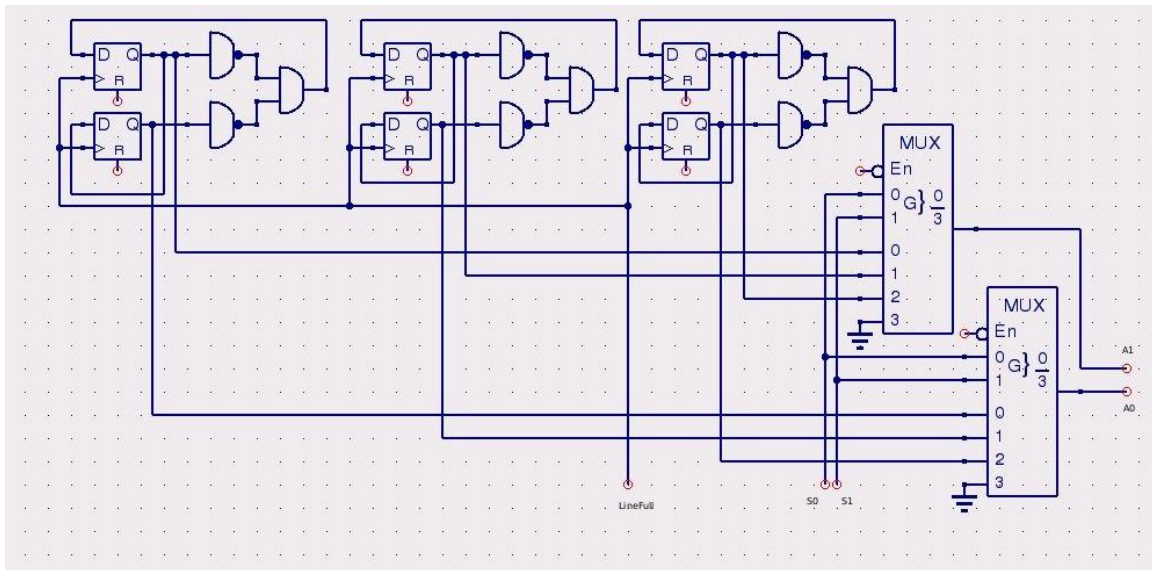 D Q D Q D Q
R R R
D Q D Q D Q
R R R
MUX
En
0 G} 0
1 3
0
1
2
3
MUX
En
0 G} 0
1 3
0
1
2
3
A1
A0
LineFull
S0 S1